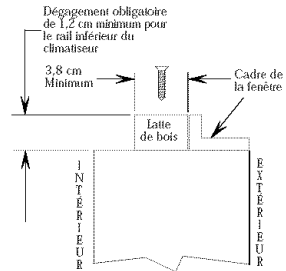 Dégagement obligatoire
de 1,2 cm minimum pour
le rail inférieur du
climatiseur
3,8 cm
Minimum
Cadre de
la fenêtre
Latte
de bois
INTÉRIEUR
EXTÉRIEUR